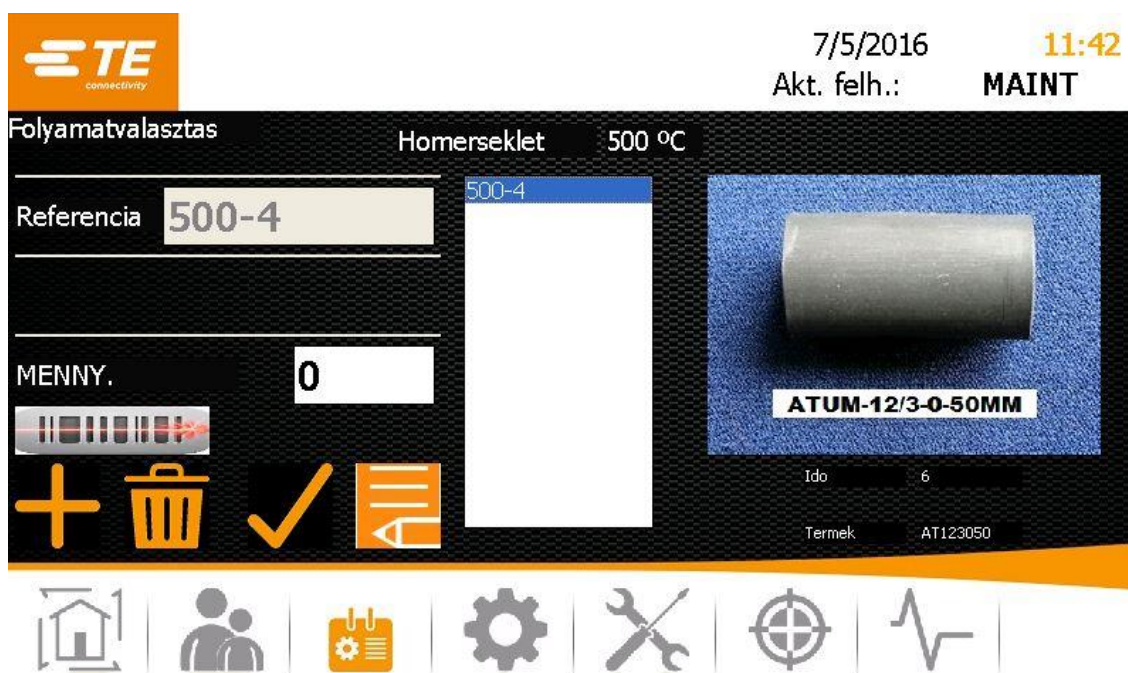 TE
connectivity
7/5/2016 11:42
Akt. felh.: MAINT
Folyamatvalasztas
Homerseklet 500 ºC
Referencia 500-4
500-4
MENNY. 0
ATUM-12/3-0-50MM
Ido 6
Termek AT123050